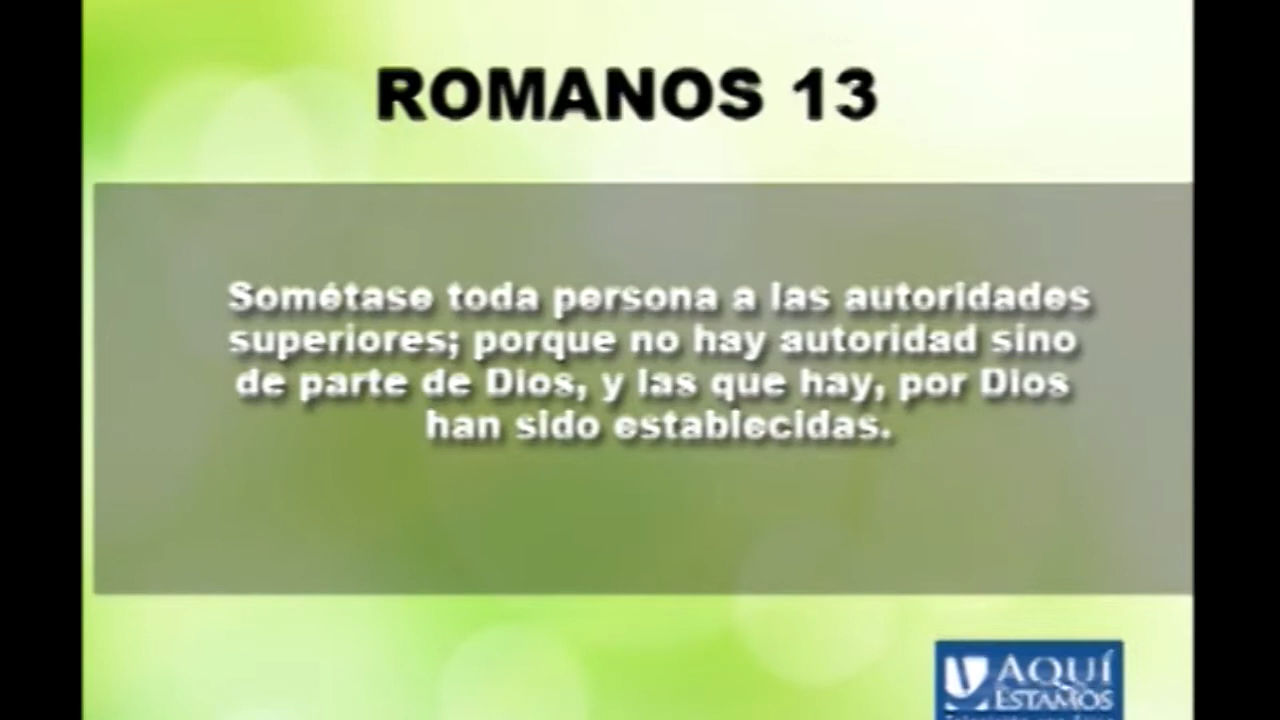 ROMANOS 13
Sométase toda persona a las autoridades
superiores; porque no hay autoridad sino
de parte de Dios, y las que hay, por Dios
han sido establecidas.
AQUÍ
ESTAMOS